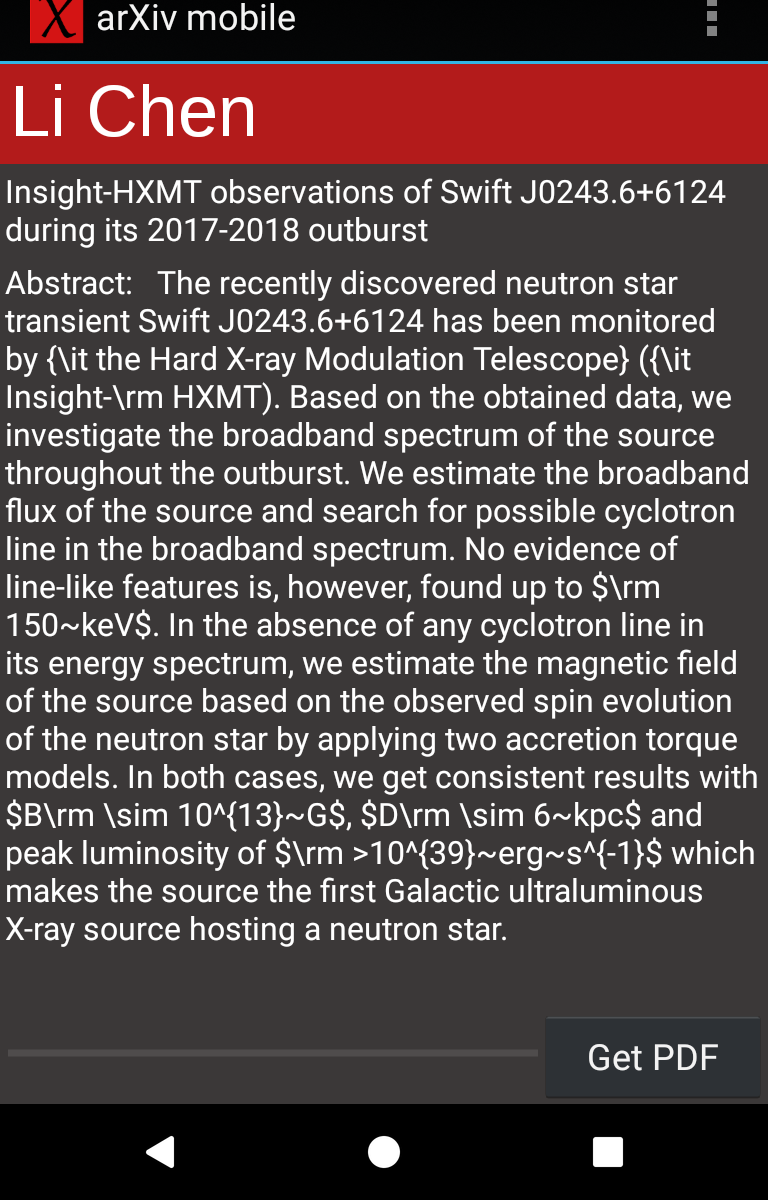 X arXiv mobile
Li Chen
Insight-HXMT observations of Swift J0243.6+6124
during its 2017-2018 outburst
Abstract:   The recently discovered neutron star
transient Swift J0243.6+6124 has been monitored
by {\it the Hard X-ray Modulation Telescope} ({\it
Insight-\rm HXMT). Based on the obtained data, we
investigate the broadband spectrum of the source
throughout the outburst. We estimate the broadband
flux of the source and search for possible cyclotron
line in the broadband spectrum. No evidence of
line-like features is, however, found up to $\rm
150~keV$. In the absence of any cyclotron line in
its energy spectrum, we estimate the magnetic field
of the source based on the observed spin evolution
of the neutron star by applying two accretion torque
models. In both cases, we get consistent results with
$B\rm \sim 10^{13}~G$, $D\rm \sim 6~kpc$ and
peak luminosity of $\rm >10^{39}~erg~s^{-1}$ which
makes the source the first Galactic ultraluminous
X-ray source hosting a neutron star.
Get PDF